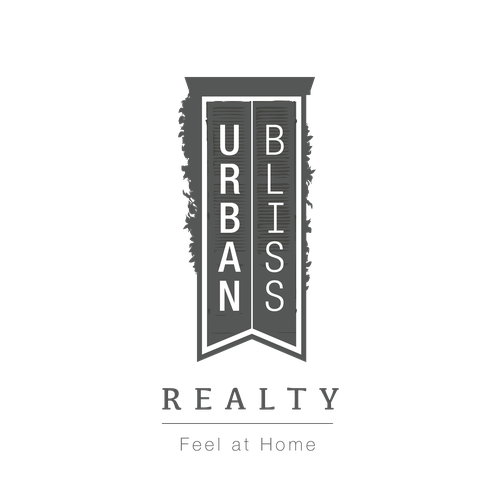 URBAN
BLISS
REALTY
Feel at Home